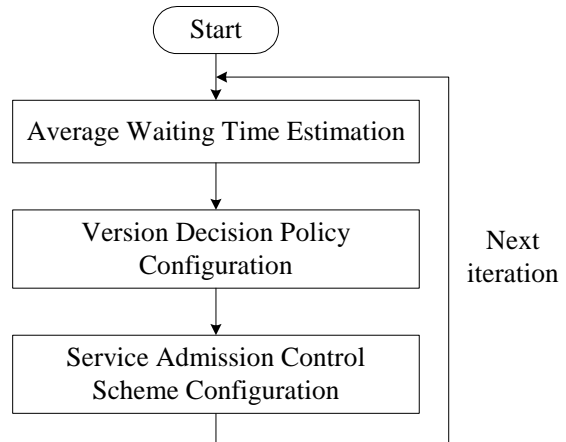 Start
Average Waiting Time Estimation
Version Decision Policy
Configuration
Next
iteration
Service Admission Control
Scheme Configuration